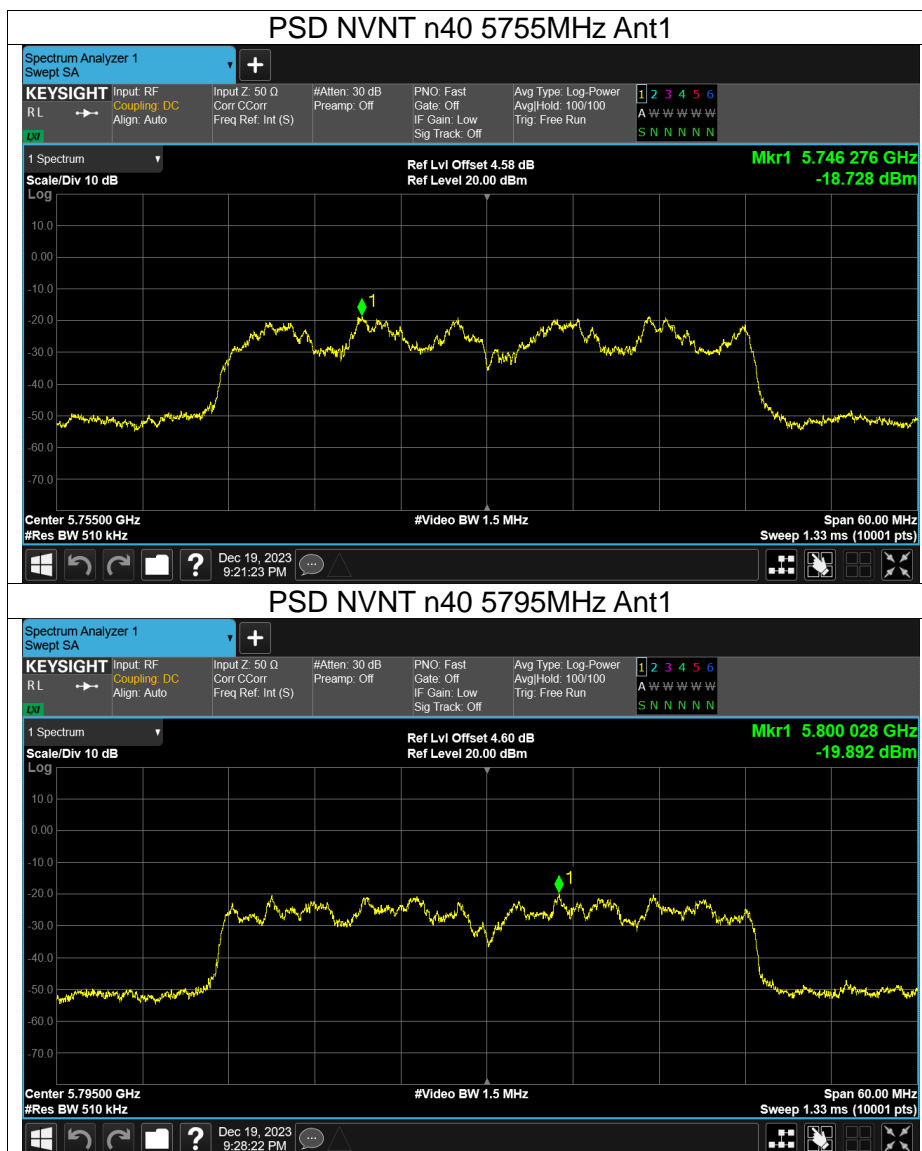 PSD NVNT n40 5755MHz Ant1
Spectrum Analyzer 1
Swept SA
+
KEYSIGHT Input: RF Input Z: 50 Ω #Atten: 30 dB PNO: Fast Avg Type: Log-Power 1 2 3 4 5 6
R L Coupling: DC Corr CCorr Preamp: Off Gate: Off Avg|Hold: 100/100 A W W W W W
Align: Auto Freq Ref: Int (S) IF Gain: Low Trig: Free Run
LXI Sig Track: Off S N N N N N
1 Spectrum Ref Lvl Offset 4.58 dB Mkr1 5.746 276 GHz
Scale/Div 10 dB Ref Level 20.00 dBm -18.728 dBm
Log
10.0
0.00
-10.0
1
-20.0
-30.0
-40.0
-50.0
-60.0
-70.0
Center 5.75500 GHz #Video BW 1.5 MHz Span 60.00 MHz
#Res BW 510 kHz Sweep 1.33 ms (10001 pts)
? Dec 19, 2023
9:21:23 PM
PSD NVNT n40 5795MHz Ant1
Spectrum Analyzer 1
Swept SA
+
KEYSIGHT Input: RF Input Z: 50 Ω #Atten: 30 dB PNO: Fast Avg Type: Log-Power 1 2 3 4 5 6
R L Coupling: DC Corr CCorr Preamp: Off Gate: Off Avg|Hold: 100/100 A W W W W W
Align: Auto Freq Ref: Int (S) IF Gain: Low Trig: Free Run
LXI Sig Track: Off S N N N N N
1 Spectrum Ref Lvl Offset 4.60 dB Mkr1 5.800 028 GHz
Scale/Div 10 dB Ref Level 20.00 dBm -19.892 dBm
Log
10.0
0.00
-10.0
1
-20.0
-30.0
-40.0
-50.0
-60.0
-70.0
Center 5.79500 GHz #Video BW 1.5 MHz Span 60.00 MHz
#Res BW 510 kHz Sweep 1.33 ms (10001 pts)
? Dec 19, 2023
9:28:22 PM